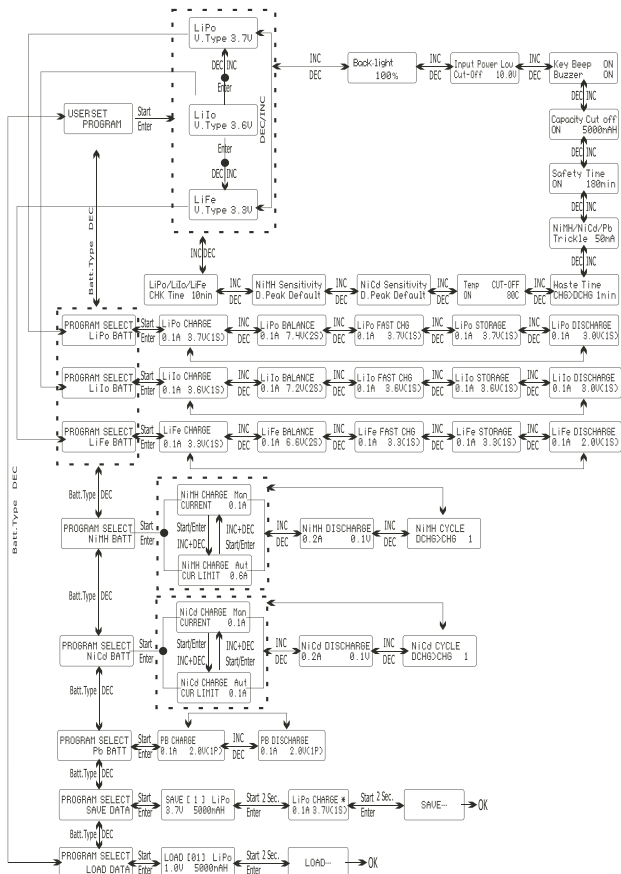 LiPo
V.Type 3.7V
DEC INC
Enter
LiIo
V.Type 3.6V
Enter
DEC INC
LiFe
V.Type 3.3V
DEC/INC
USERSET
PROGRAM
Start
Enter
INC
DEC
Back-light
100%
INC
DEC
Input Power Low
Cut-Off 10.0V
INC
DEC
Key Beep ON
Buzzer ON
DEC INC
Capacity Cut off
ON 5000mAH
DEC INC
Safety Time
ON 180min
DEC INC
NiMH/NiCd/Pb
Trickle 50mA
DEC INC
INC DEC
LiPo/LiIo/LiFe
CHK Time 10min
INC
DEC
NiMH Sensitivity
D.Peak Default
INC
DEC
NiCd Sensitivity
D.Peak Default
INC
DEC
Temp CUT-OFF
ON 80C
INC
DEC
Waste Time
CHG>DCHG 1min
Batt.Type DEC
PROGRAM SELECT
LiPo BATT
Start
Enter
LiPo CHARGE
0.1A 3.7V(1S)
INC
DEC
LiPo BALANCE
0.1A 7.4V(2S)
INC
DEC
LiPo FAST CHG
0.1A 3.7V(1S)
INC
DEC
LiPo STORAGE
0.1A 3.7V(1S)
INC
DEC
LiPo DISCHARGE
0.1A 3.0V(1S)
PROGRAM SELECT
LiIo BATT
Start
Enter
LiIo CHARGE
0.1A 3.6V(1S)
INC
DEC
LiIo BALANCE
0.1A 7.2V(2S)
INC
DEC
LiIo FAST CHG
0.1A 3.6V(1S)
INC
DEC
LiIo STORAGE
0.1A 3.6V(1S)
INC
DEC
LiIo DISCHARGE
0.1A 3.0V(1S)
PROGRAM SELECT
LiFe BATT
Start
Enter
LiFe CHARGE
0.1A 3.3V(1S)
INC
DEC
LiFe BALANCE
0.1A 6.6V(2S)
INC
DEC
LiFe FAST CHG
0.1A 3.3(1S)
INC
DEC
LiFe STORAGE
0.1A 3.3(1S)
INC
DEC
LiFe DISCHARGE
0.1A 2.0V(1S)
Batt.Type DEC
Batt.Type DEC
PROGRAM SELECT
NiMH BATT
Start
Enter
NiMH CHARGE Man
CURRENT 0.1A
Start/Enter
INC+DEC
INC+DEC
Start/Enter
NiMH CHARGE Aut
CUR LIMIT 0.6A
INC
DEC
NiMH DISCHARGE
0.2A 0.1V
INC
DEC
NiMH CYCLE
DCHG>CHG 1
Batt.Type DEC
PROGRAM SELECT
NiCd BATT
Start
Enter
NiCd CHARGE Man
CURRENT 0.1A
Start/Enter
INC+DEC
INC+DEC
Start/Enter
NiCd CHARGE Aut
CUR LIMIT 0.1A
INC
DEC
NiCd DISCHARGE
0.2A 0.1V
INC
DEC
NiCd CYCLE
DCHG>CHG 1
Batt.Type DEC
PROGRAM SELECT
Pb BATT
Start
Enter
PB CHARGE
0.1A 2.0V(1P)
INC
DEC
PB DISCHARGE
0.1A 2.0V(1P)
Batt.Type DEC
PROGRAM SELECT
SAVE DATA
Start
Enter
SAVE [ 1 ] LiPo
3.7V 5000mAH
Start 2 Sec.
Enter
LiPo CHARGE *
0.1A 3.7V(1S)
Start 2 Sec.
Enter
SAVE···
OK
Batt.Type DEC
PROGRAM SELECT
LOAD DATA
Start
Enter
LOAD [01] LiPo
1.0V 5000mAH
Start 2 Sec.
Enter
LOAD···
OK